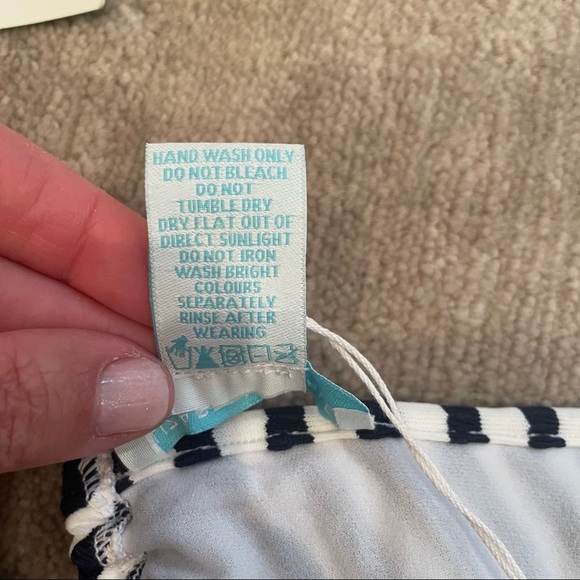 HAND WASH ONLY
DO NOT BLEACH
DO NOT
TUMBLE DRY
DRY FLAT OUT OF
DIRECT SUNLIGHT
DO NOT IRON
WASH BRIGHT
COLOURS
SEPARATELY
RINSE AFTER
WEARING